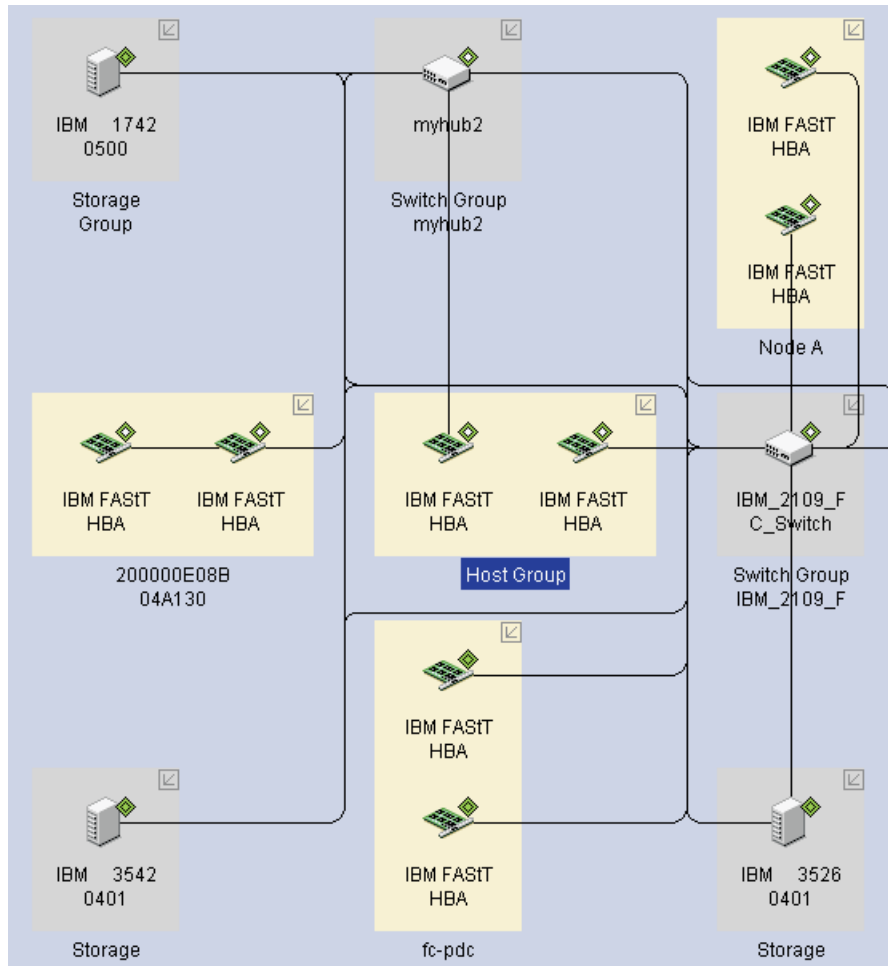 IBM 1742
0500
Storage
Group
myhub2
Switch Group
myhub2
IBM FAStT
HBA
IBM FAStT
HBA
Node A
IBM FAStT
HBA
IBM FAStT
HBA
200000E08B
04A130
IBM FAStT
HBA
IBM FAStT
HBA
Host Group
IBM_2109_F
C_Switch
Switch Group
IBM_2109_F
IBM FAStT
HBA
IBM FAStT
HBA
fc-pdc
IBM 3542
0401
Storage
IBM 3526
0401
Storage